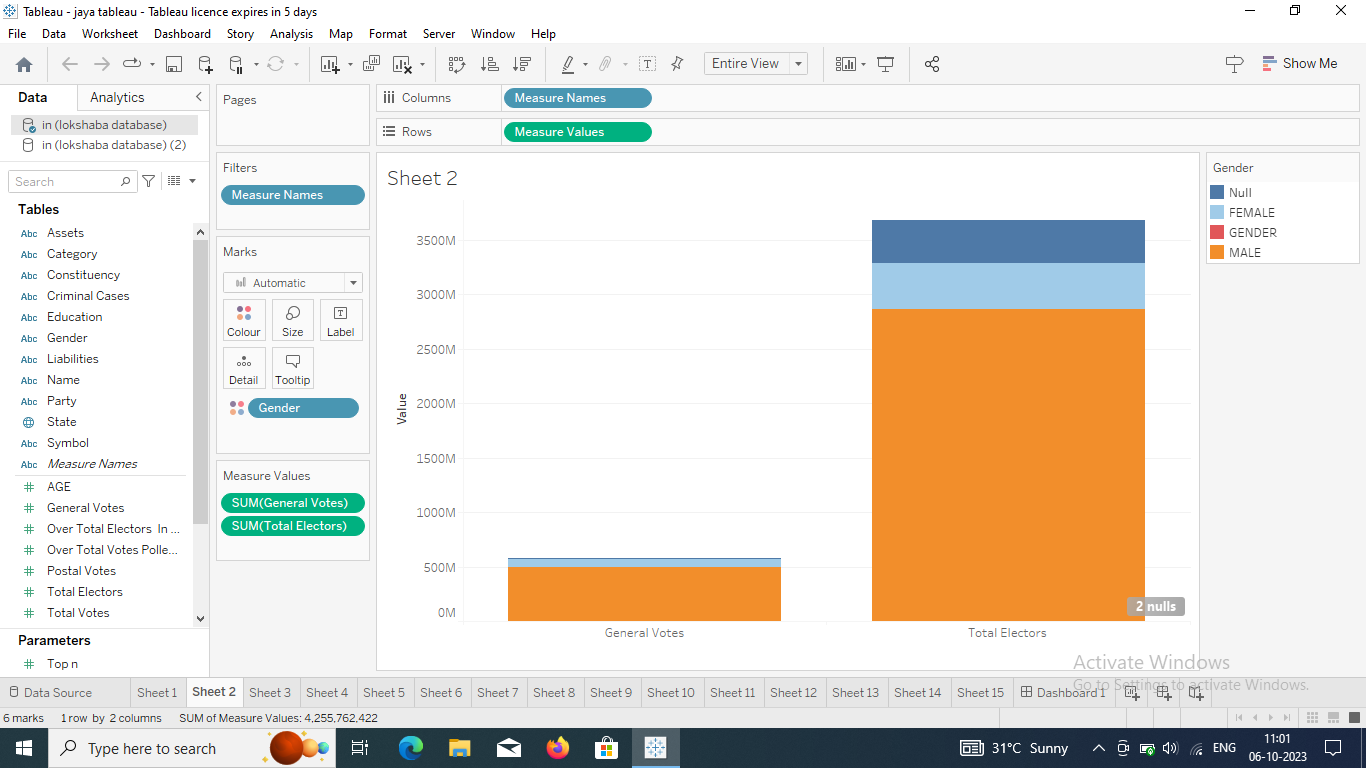 Tableau - jaya tableau - Tableau licence expires in 5 days
File Data Worksheet Dashboard Story Analysis Map Format Server Window Help
Entire View
Show Me
Data Analytics
in (lokshaba database)
in (lokshaba database) (2)
Search
Tables
Abc Assets
Abc Category
Abc Constituency
Abc Criminal Cases
Abc Education
Abc Gender
Abc Liabilities
Abc Name
Abc Party
State
Abc Symbol
Abc Measure Names
# AGE
# General Votes
# Over Total Electors In ...
# Over Total Votes Polle...
# Postal Votes
# Total Electors
# Total Votes
Parameters
# Top n
Pages
Filters
Measure Names
Marks
Automatic
Colour Size Label
Detail Tooltip
Gender
Measure Values
SUM(General Votes)
SUM(Total Electors)
Columns Measure Names
Rows Measure Values
Sheet 2
3500M
3000M
2500M
2000M
1500M
1000M
500M
0M
Value
2 nulls
General Votes Total Electors
Gender
Null
FEMALE
GENDER
MALE
Activate Windows
Go to Settings to activate Windows.
Data Source Sheet 1 Sheet 2 Sheet 3 Sheet 4 Sheet 5 Sheet 6 Sheet 7 Sheet 8 Sheet 9 Sheet 10 Sheet 11 Sheet 12 Sheet 13 Sheet 14 Sheet 15 Dashboard 1
6 marks 1 row by 2 columns SUM of Measure Values: 4,255,762,422
Type here to search
31°C Sunny
ENG
11:01
06-10-2023